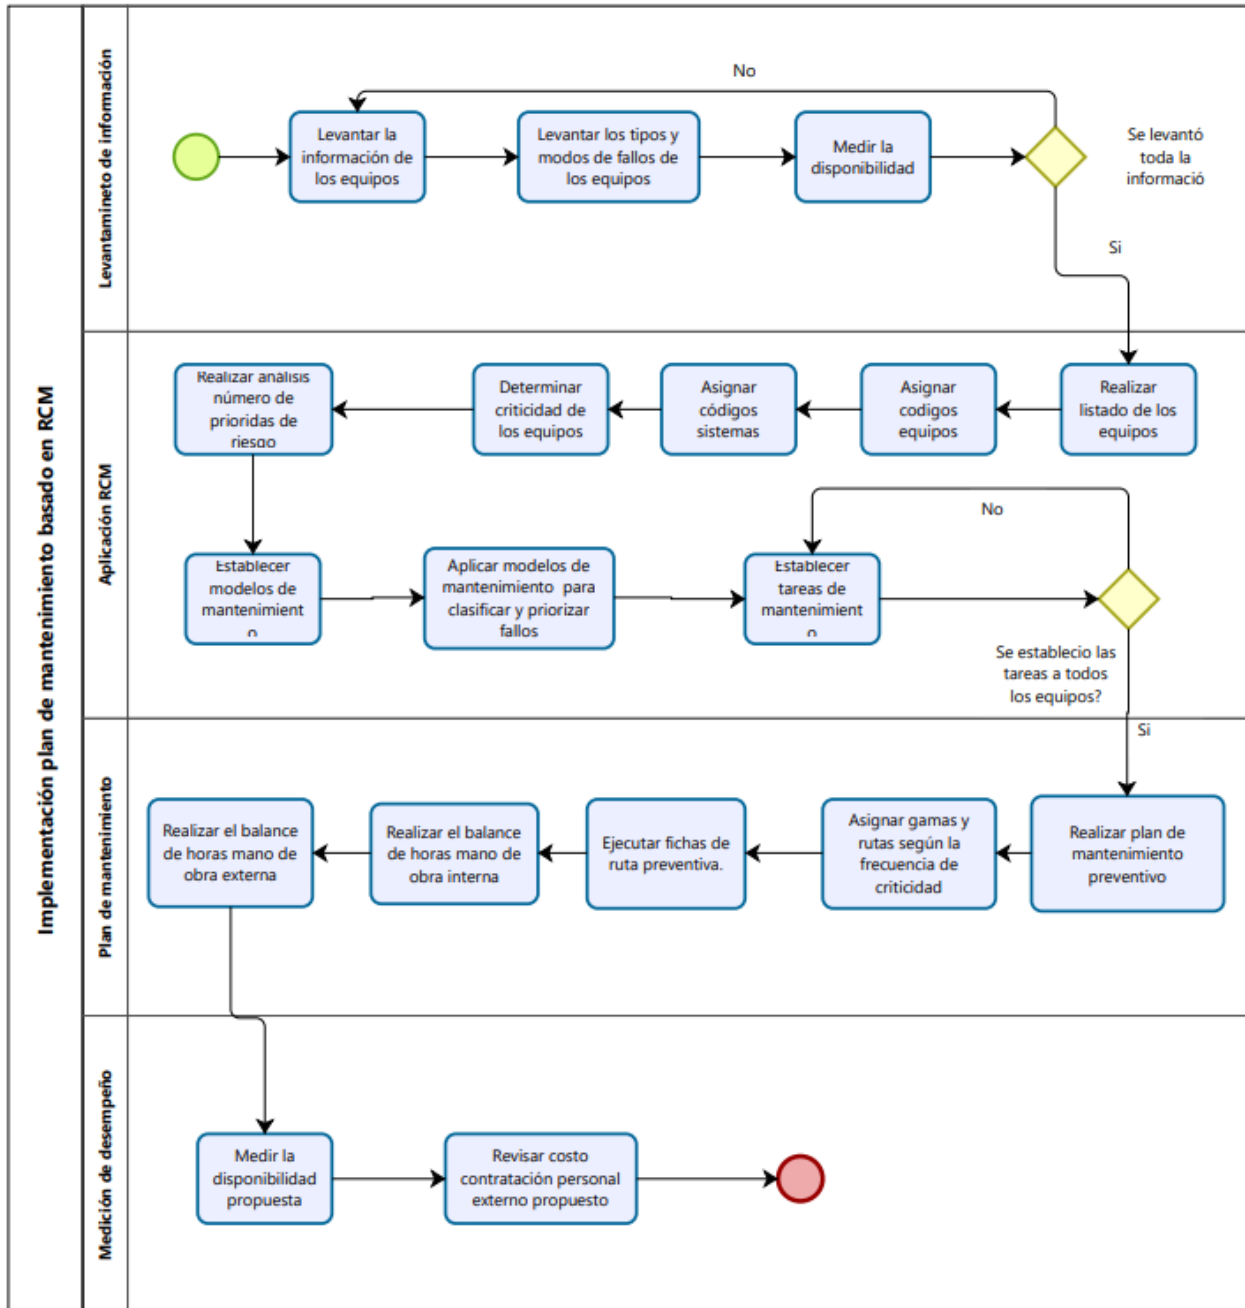 Implementación plan de mantenimiento basado en RCM
Levantamineto de información
No
Levantar la
información de
los equipos
Levantar los tipos y
modos de fallos de
los equipos
Medir la
disponibilidad
Se levantó
toda la
informació
Si
Aplicación RCM
Realizar
listado de los
equipos
Asignar
codigos
equipos
Asignar
códigos
sistemas
Determinar
criticidad de
los equipos
Realizar análisis
número de
prioridas de
riesgo
Establecer
modelos de
mantenimient
o
Aplicar modelos de
mantenimiento para
clasificar y priorizar
fallos
Establecer
tareas de
mantenimient
o
No
Se establecio las
tareas a todos
los equipos?
Si
Plan de mantenimiento
Realizar plan de
mantenimiento
preventivo
Asignar gamas y
rutas según la
frecuencia de
criticidad
Ejecutar fichas de
ruta preventiva.
Realizar el balance
de horas mano de
obra interna
Realizar el balance
de horas mano de
obra externa
Medición de desempeño
Medir la
disponibilidad
propuesta
Revisar costo
contratación personal
externo propuesto